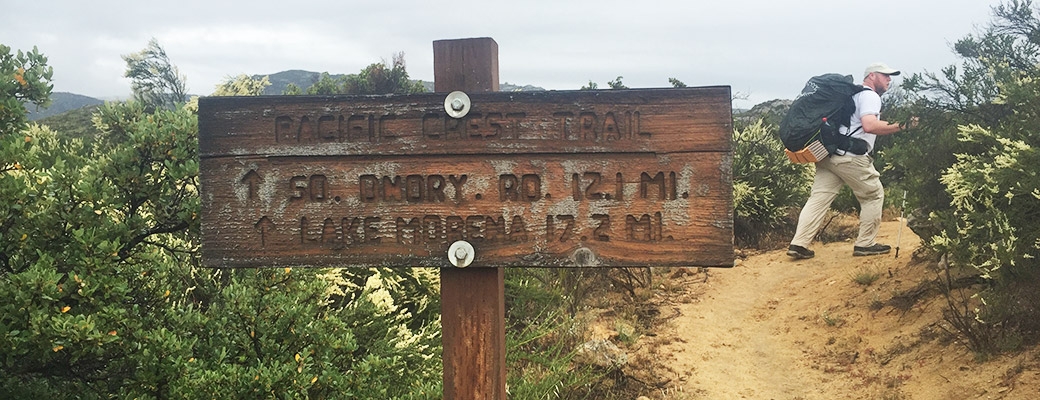 PACIFIC CREST TRAIL
↑ SO. BNDRY. RD. 12.1 MI.
↑ LAKE MORENA 17.2 MI.